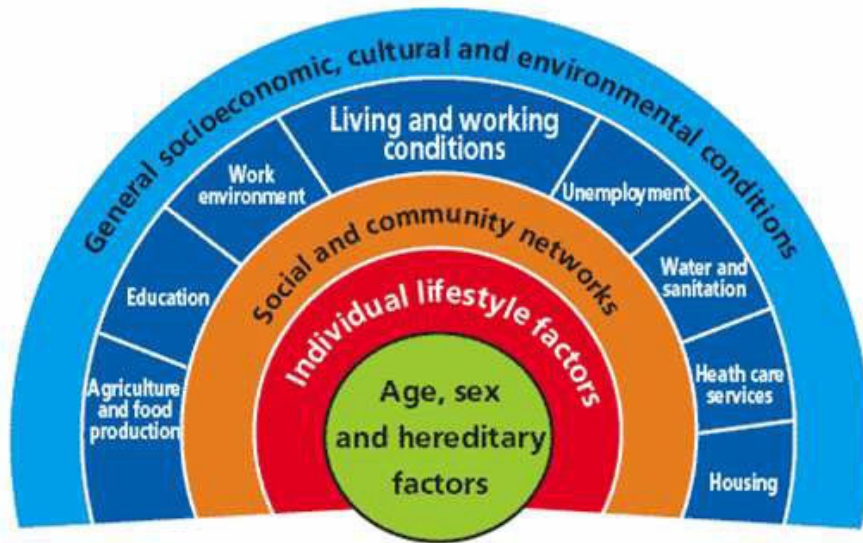 General socioeconomic, cultural and environmental conditions
Living and working
conditions
Work
environment
Unemployment
Education
Water and
sanitation
Agriculture
and food
production
Heath care
services
Housing
Social and community networks
Individual lifestyle factors
Age, sex
and hereditary
factors